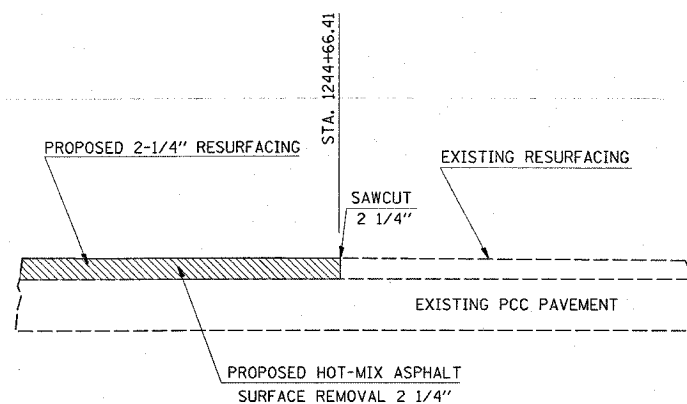 STA. 1244+66.41
PROPOSED 2-1/4" RESURFACING
EXISTING RESURFACING
SAWCUT
2 1/4"
EXISTING PCC PAVEMENT
PROPOSED HOT-MIX ASPHALT
SURFACE REMOVAL 2 1/4"